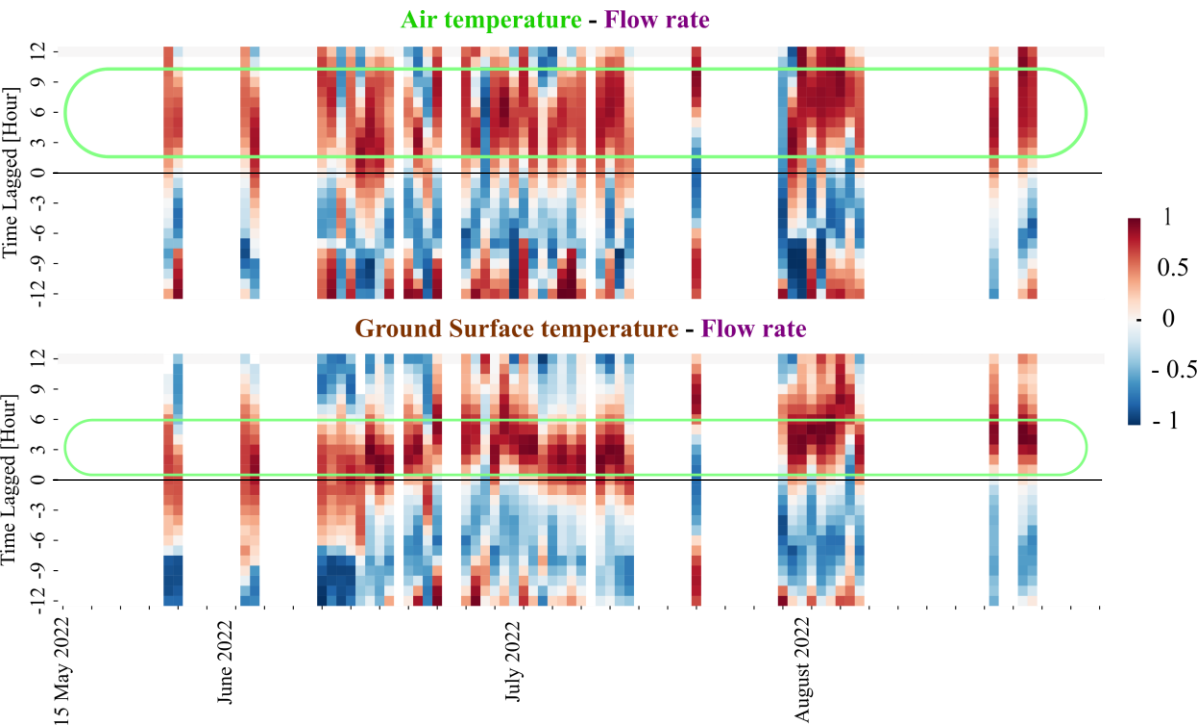 Air temperature - Flow rate
Time Lagged [Hour]
12
9
6
3
0
-3
-6
-9
-12
Ground Surface temperature - Flow rate
Time Lagged [Hour]
12
9
6
3
0
-3
-6
-9
-12
15 May 2022
June 2022
July 2022
August 2022
1
0.5
0
- 0.5
- 1